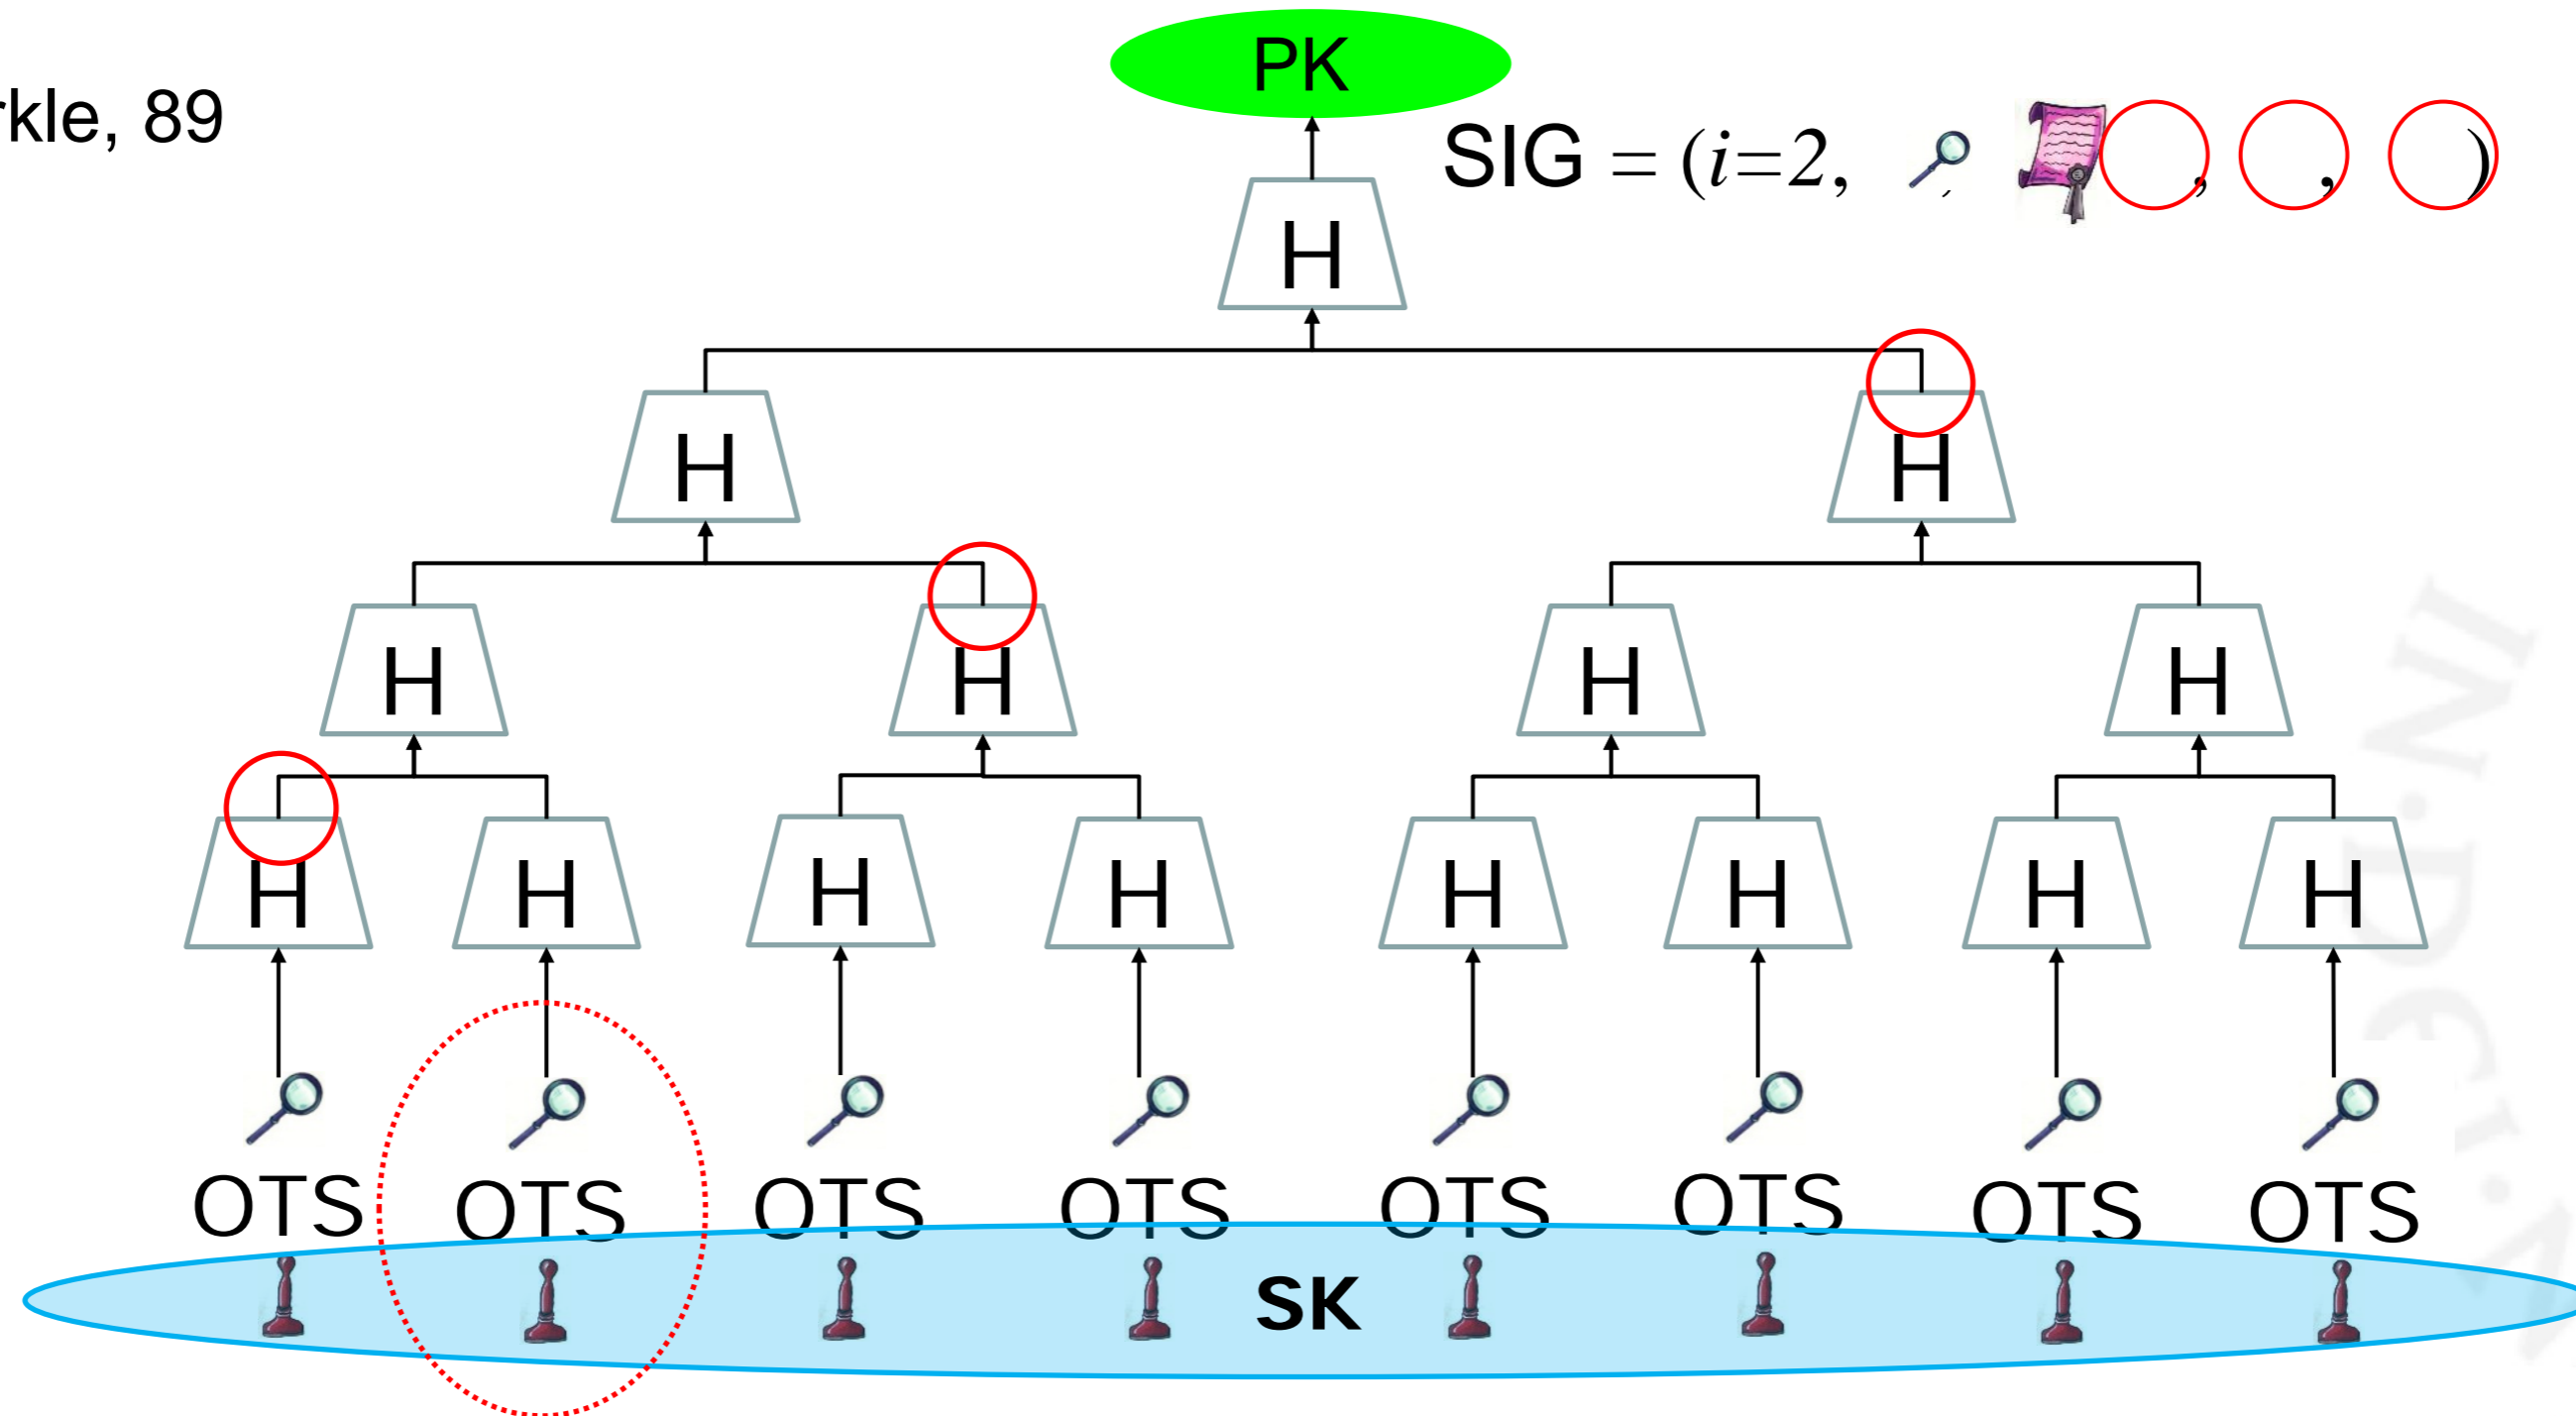 PK
rkle, 89
SIG = (i=2, , , , )
H
H H
H H H H
H H H H H H H H
OTS OTS OTS OTS OTS OTS OTS OTS
SK